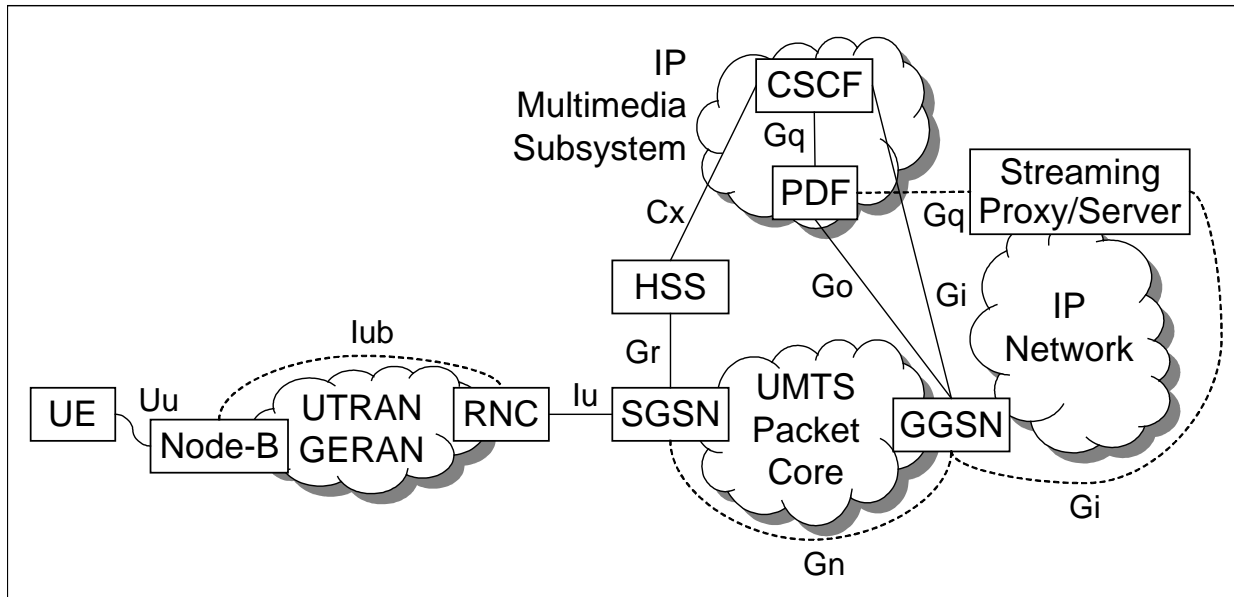 IP
Multimedia
Subsystem
CSCF
Gq
PDF
Streaming
Proxy/Server
Gq
Cx
HSS
Go
Gi
IP
Network
Iub
Gr
UE
Uu
Node-B
UTRAN
GERAN
RNC
Iu
SGSN
UMTS
Packet
Core
GGSN
Gi
Gn